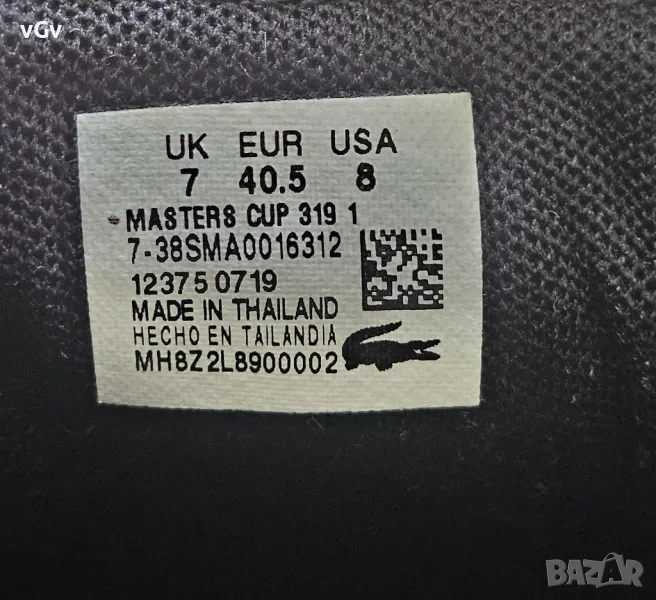 vGv
UK EUR USA
7 40.5 8
MASTERS CUP 319 1
7-38SMA0016312
12375 0719
MADE IN THAILAND
HECHO EN TAILANDIA
MH8Z2L8900002
BAZAR